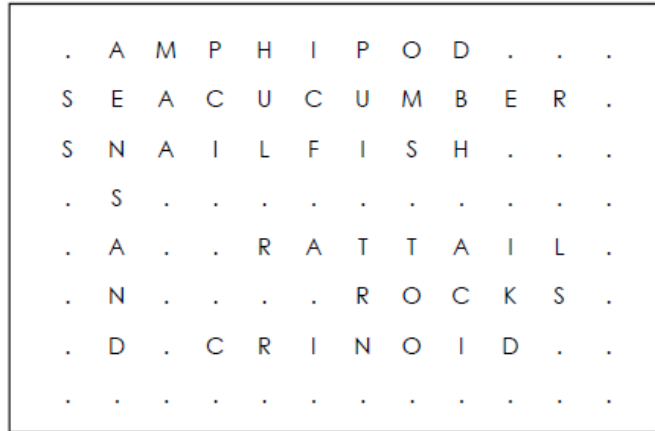 . A M P H I P O D . . .
S E A C U C U M B E R .
S N A I L F I S H . . .
. S . . . . . . . . . .
. A . . R A T T A I L .
. N . . . . R O C K S .
. D . C R I N O I D . .
. . . . . . . . . . . .